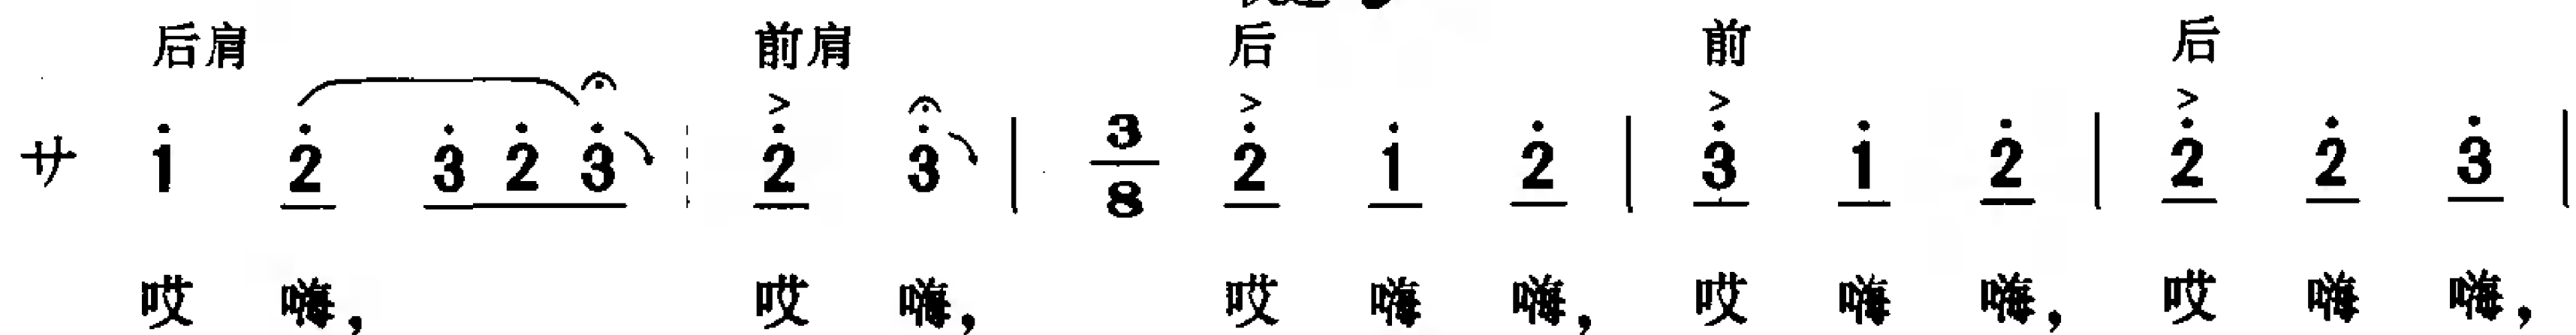 后肩 前肩 后 前 后
サ 1̇ 2̇ 3̇ 2̇ 3̇ 2̇ 3̇ | 3/8 2̇ 1̇ 2̇ | 3̇ 1̇ 2̇ | 2̇ 2̇ 3̇ |
哎 嗨, 哎 嗨, 哎 嗨 嗨, 哎 嗨 嗨, 哎 嗨 嗨,